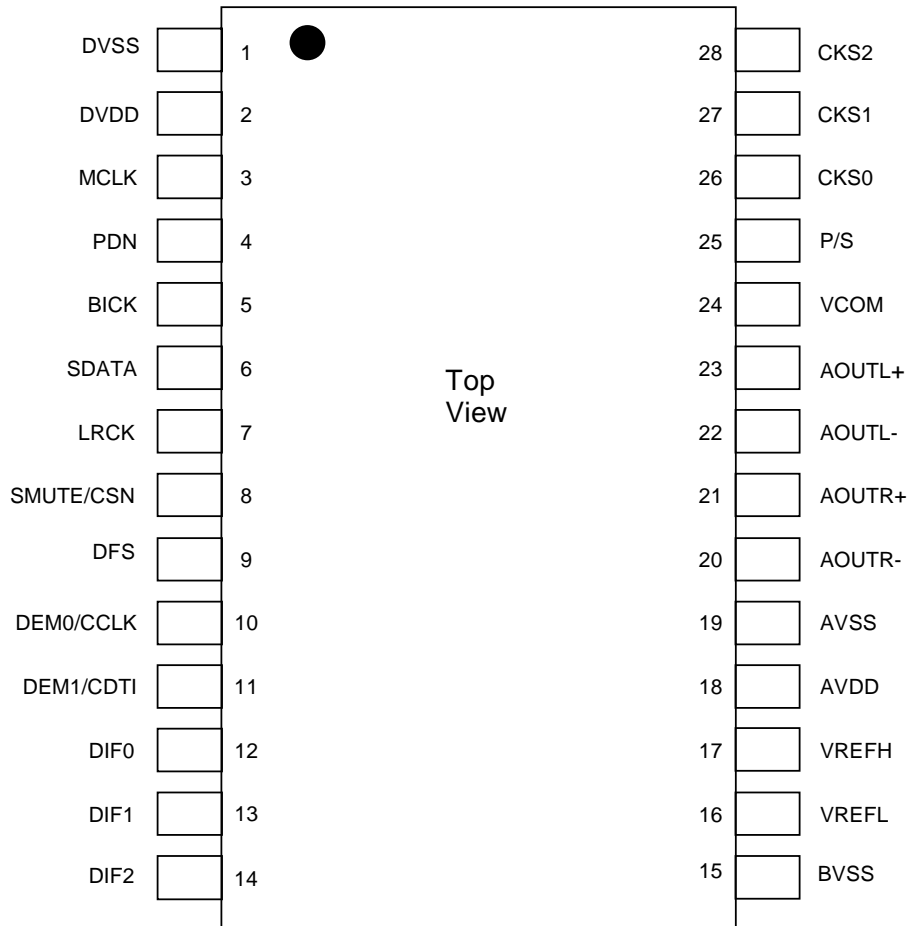 DVSS 1 28 CKS2
DVDD 2 27 CKS1
MCLK 3 26 CKS0
PDN 4 25 P/S
BICK 5 24 VCOM
SDATA 6 23 AOUTL+
Top
View
LRCK 7 22 AOUTL-
SMUTE/CSN 8 21 AOUTR+
DFS 9 20 AOUTR-
DEM0/CCLK 10 19 AVSS
DEM1/CDTI 11 18 AVDD
DIF0 12 17 VREFH
DIF1 13 16 VREFL
DIF2 14 15 BVSS